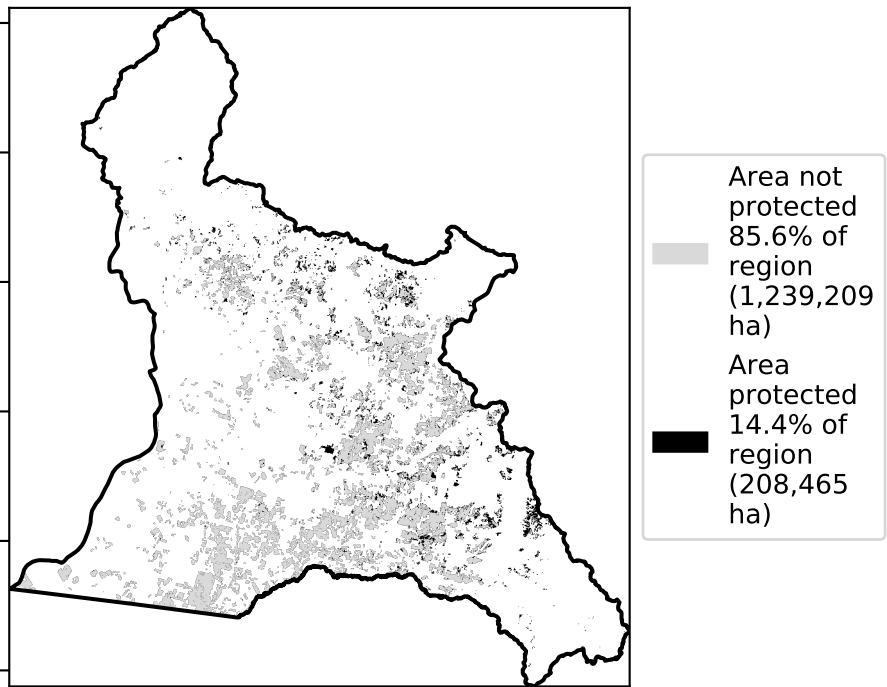 Area not
protected
85.6% of
region
(1,239,209
ha)
Area
protected
14.4% of
region
(208,465
ha)